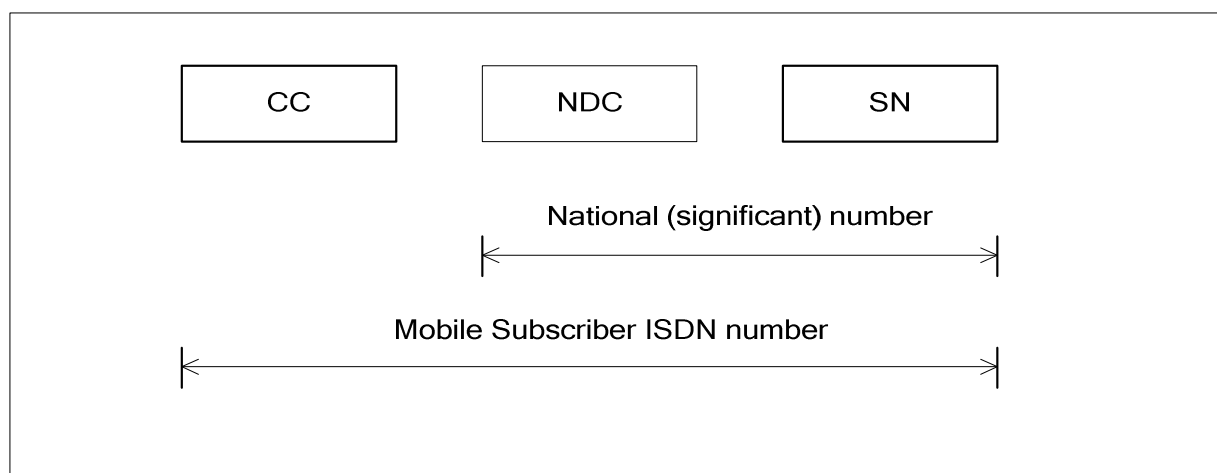 CC NDC SN
National (significant) number
Mobile Subscriber ISDN number